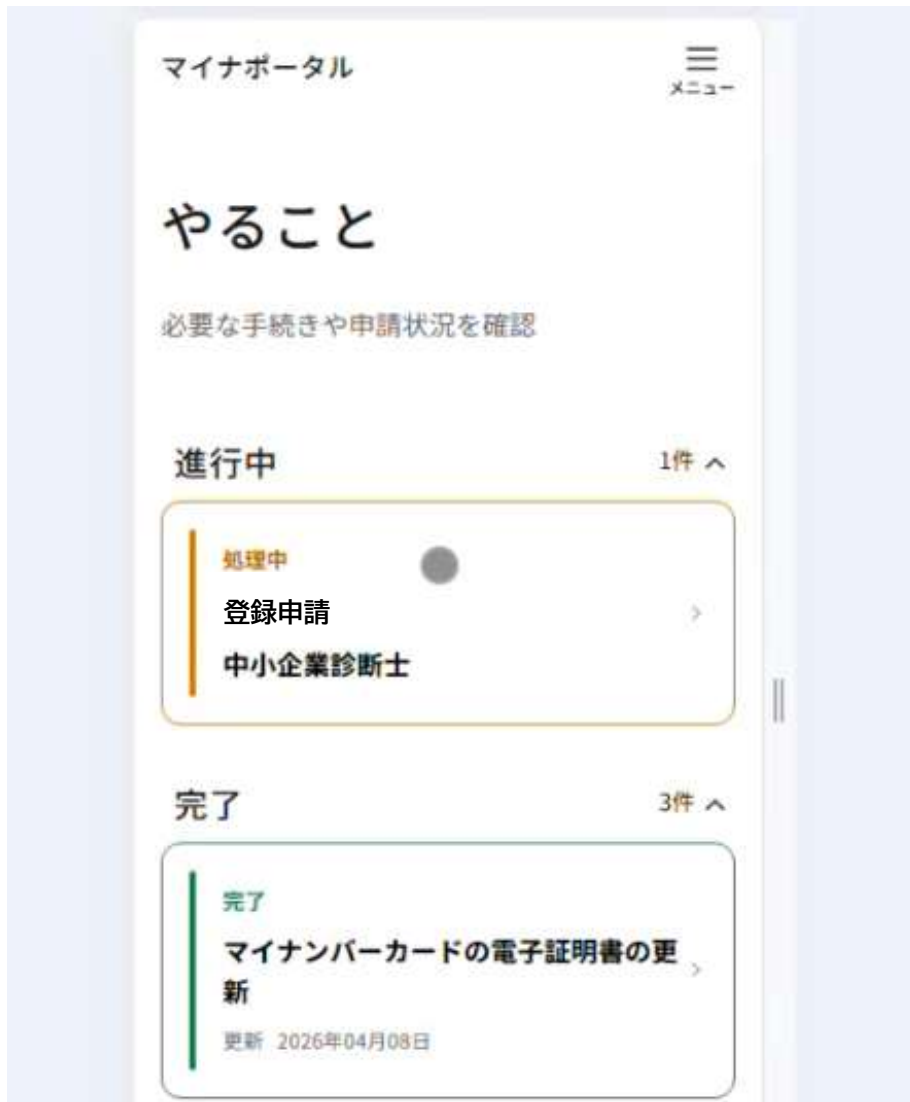 マイナポータル
メニュー
やること
必要な手続きや申請状況を確認
進行中
1件
処理中
登録申請
中小企業診断士
完了
3件
完了
マイナンバーカードの電子証明書の更
新
更新 2026年04月08日